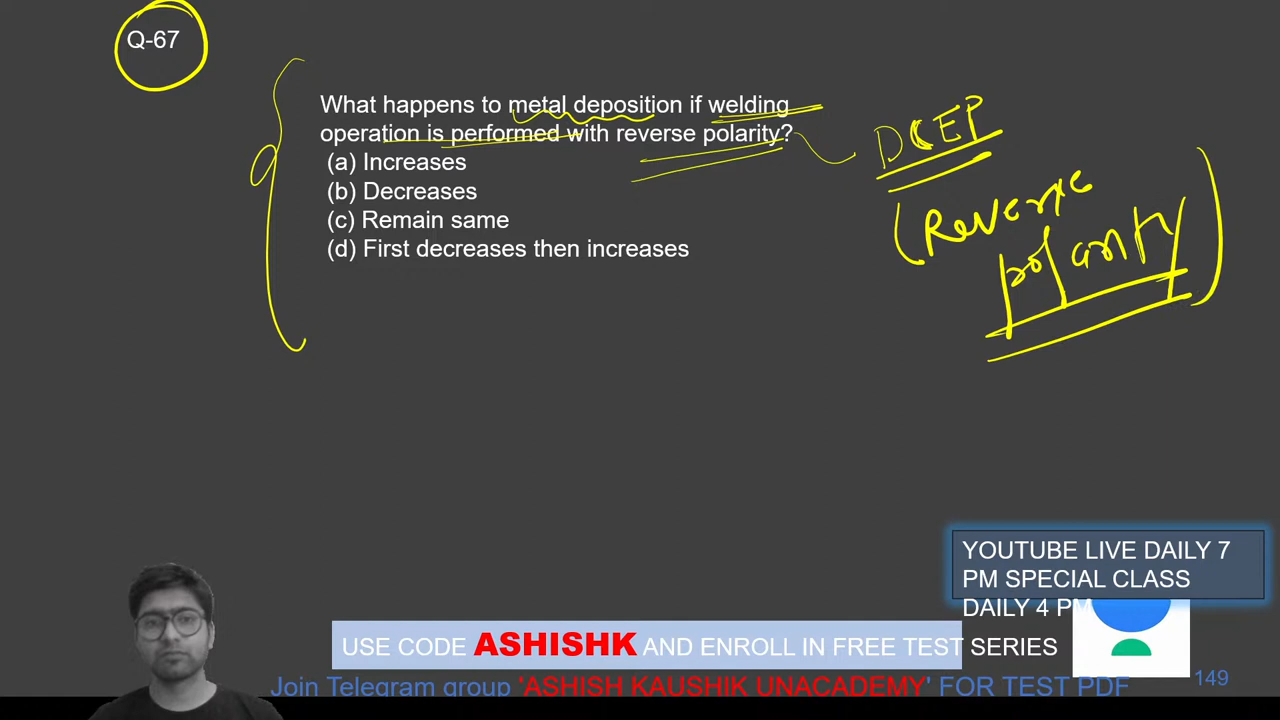 Q-67
What happens to metal deposition if welding
operation is performed with reverse polarity?
(a) Increases
(b) Decreases
(c) Remain same
(d) First decreases then increases
DCEP
(Reverse
polarity)
YOUTUBE LIVE DAILY 7
PM SPECIAL CLASS
DAILY 4 PM
USE CODE ASHISHK AND ENROLL IN FREE TEST SERIES
Join Telegram group 'ASHISH KAUSHIK UNACADEMY' FOR TEST PDF
149